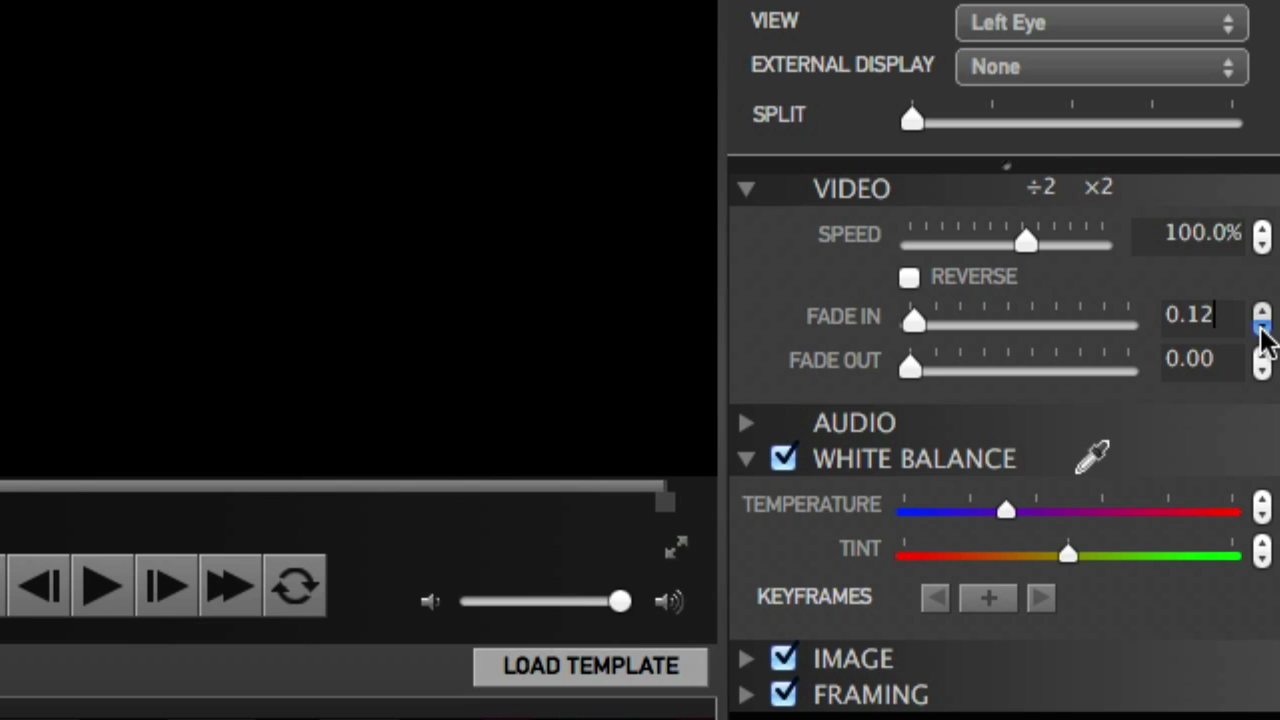 VIEW Left Eye
EXTERNAL DISPLAY None
SPLIT
VIDEO ÷2 ×2
SPEED 100.0%
REVERSE
FADE IN 0.12
FADE OUT 0.00
AUDIO
WHITE BALANCE
TEMPERATURE
TINT
KEYFRAMES
LOAD TEMPLATE
IMAGE
FRAMING